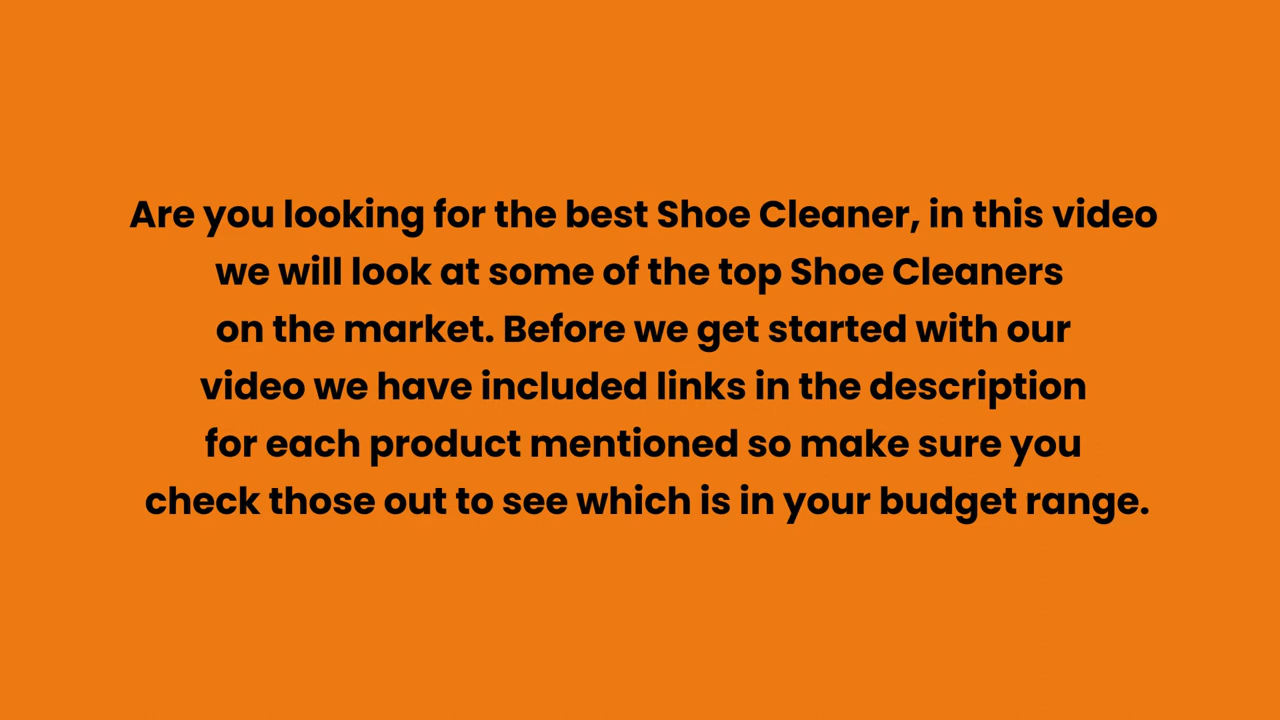 Are you looking for the best Shoe Cleaner, in this video
we will look at some of the top Shoe Cleaners
on the market. Before we get started with our
video we have included links in the description
for each product mentioned so make sure you
check those out to see which is in your budget range.